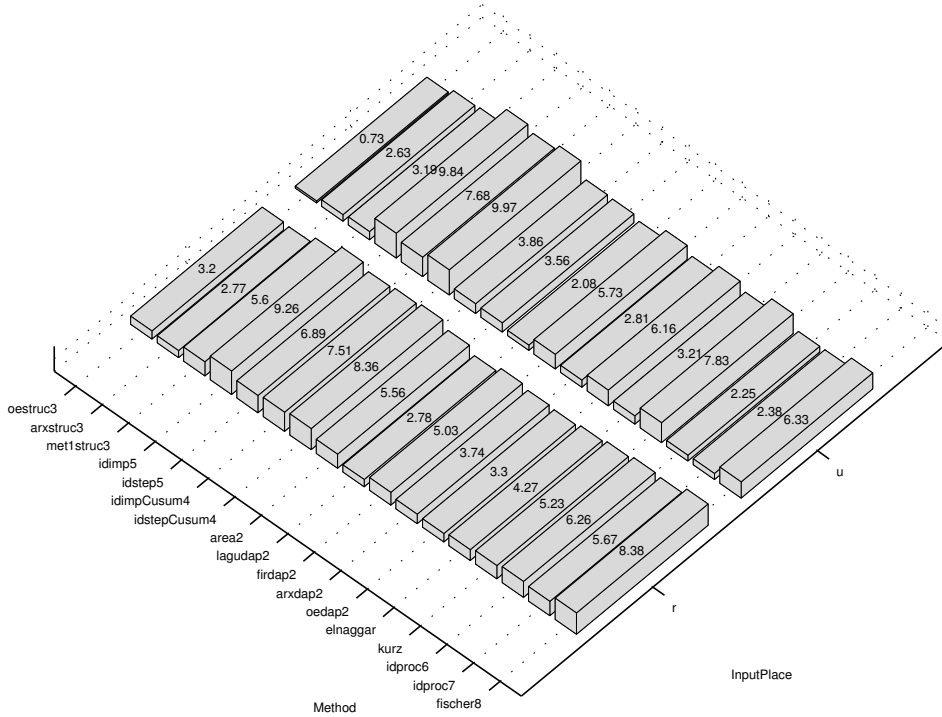 0.73
2.63
3.19
9.84
7.68
9.97
3.86
3.56
2.08
5.73
2.81
6.16
3.21
7.83
2.25
2.38
6.33
3.2
2.77
5.6
9.26
6.89
7.51
8.36
5.56
2.78
5.03
3.74
3.3
4.27
5.23
6.26
5.67
8.38
oestruc3
arxstruc3
met1struc3
idimp5
idstep5
idimpCusum4
idstepCusum4
area2
lagudap2
firdap2
arxdap2
oedap2
elnaggar
kurz
idproc6
idproc7
fischer8
Method
r
u
InputPlace